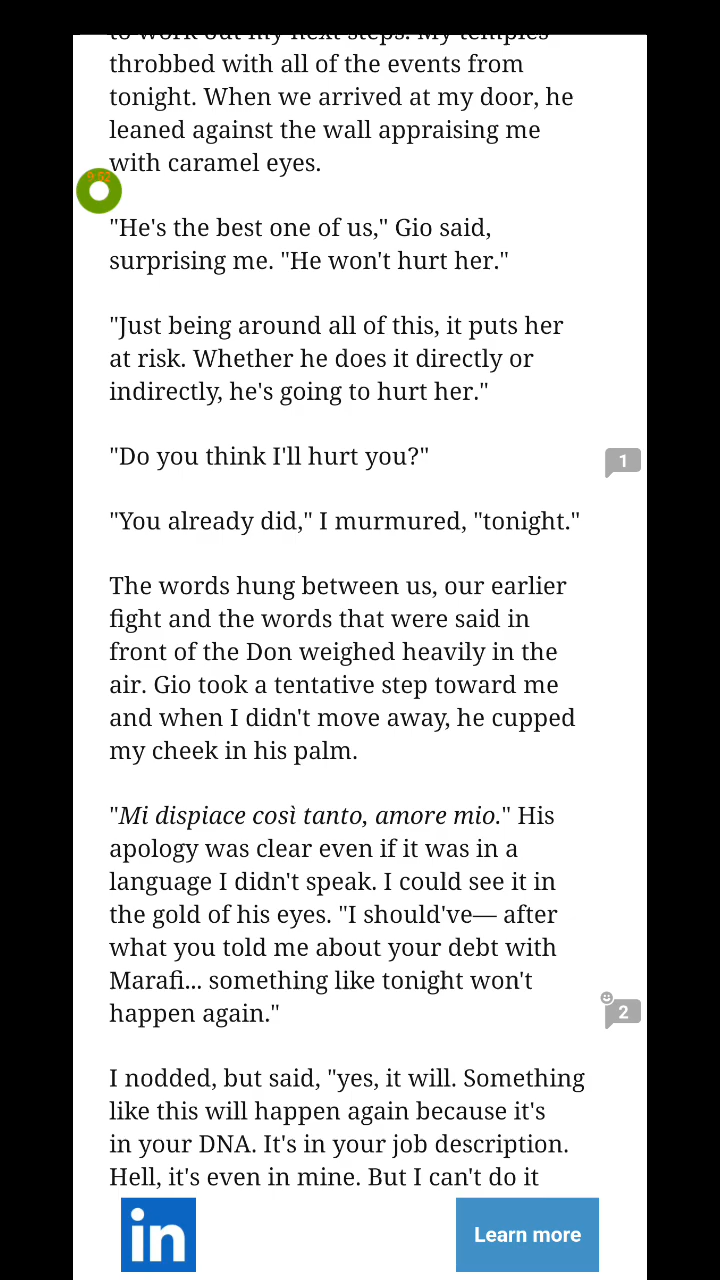 to work out my next steps. My temples
throbbed with all of the events from
tonight. When we arrived at my door, he
leaned against the wall appraising me
with caramel eyes.
9:52
"He's the best one of us," Gio said,
surprising me. "He won't hurt her."
"Just being around all of this, it puts her
at risk. Whether he does it directly or
indirectly, he's going to hurt her."
"Do you think I'll hurt you?"
1
"You already did," I murmured, "tonight."
The words hung between us, our earlier
fight and the words that were said in
front of the Don weighed heavily in the
air. Gio took a tentative step toward me
and when I didn't move away, he cupped
my cheek in his palm.
"Mi dispiace così tanto, amore mio." His
apology was clear even if it was in a
language I didn't speak. I could see it in
the gold of his eyes. "I should've— after
what you told me about your debt with
Marafi... something like tonight won't
happen again."
2
I nodded, but said, "yes, it will. Something
like this will happen again because it's
in your DNA. It's in your job description.
Hell, it's even in mine. But I can't do it
in
Learn more